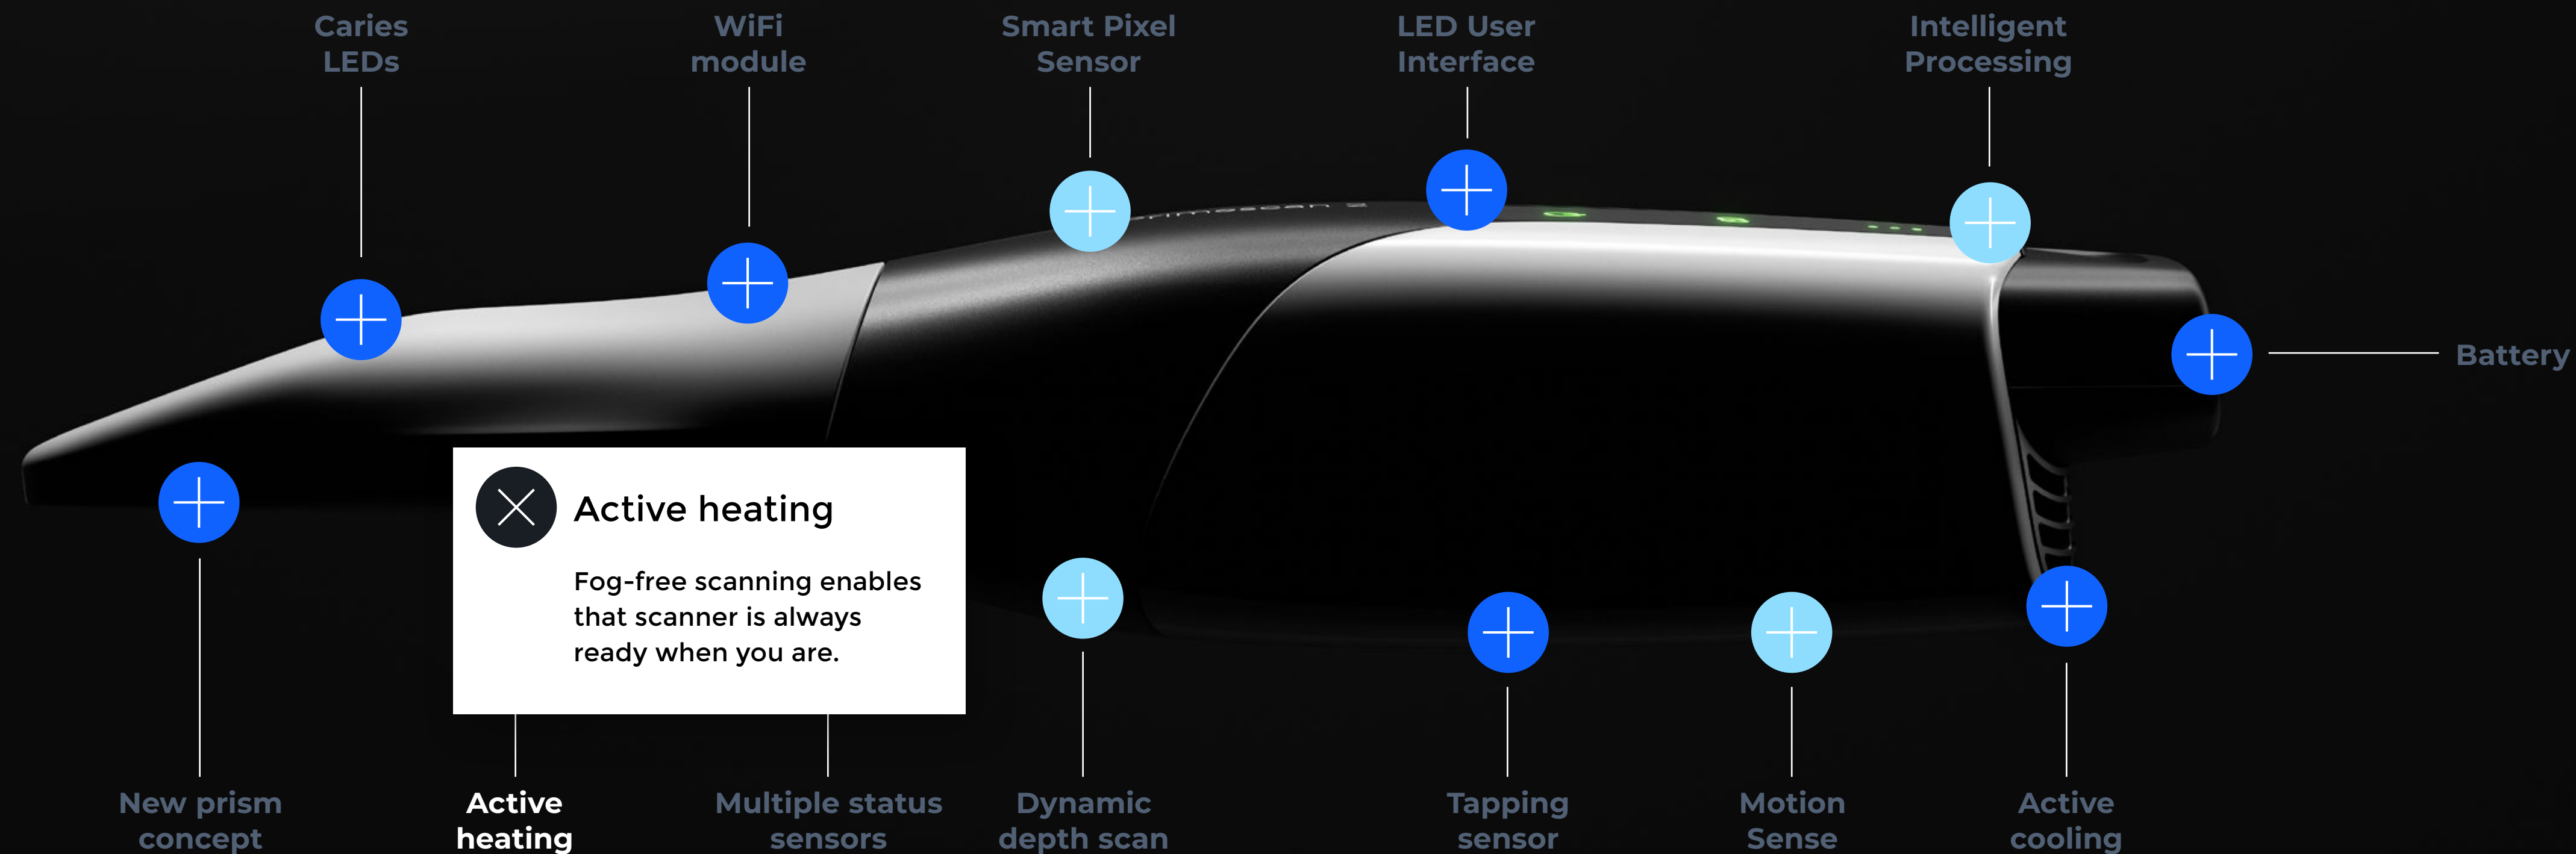 Caries
LEDs
WiFi
module
Smart Pixel
Sensor
LED User
Interface
Intelligent
Processing
Battery
Active heating
Fog-free scanning enables
that scanner is always
ready when you are.
New prism
concept
Active
heating
Multiple status
sensors
Dynamic
depth scan
Tapping
sensor
Motion
Sense
Active
cooling